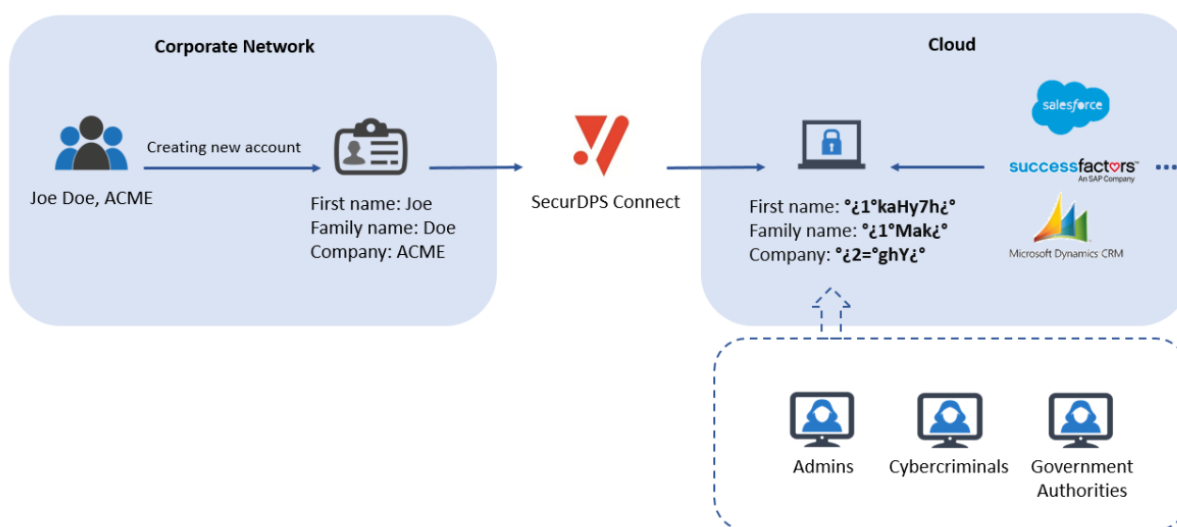 Corporate Network
Creating new account
Joe Doe, ACME
First name: Joe
Family name: Doe
Company: ACME
SecurDPS Connect
Cloud
First name: °¿1°kaHy7h¿°
Family name: °¿1°Mak¿°
Company: °¿2=°ghY¿°
salesforce
successfactors™
An SAP Company
Microsoft Dynamics CRM
Admins
Cybercriminals
Government
Authorities